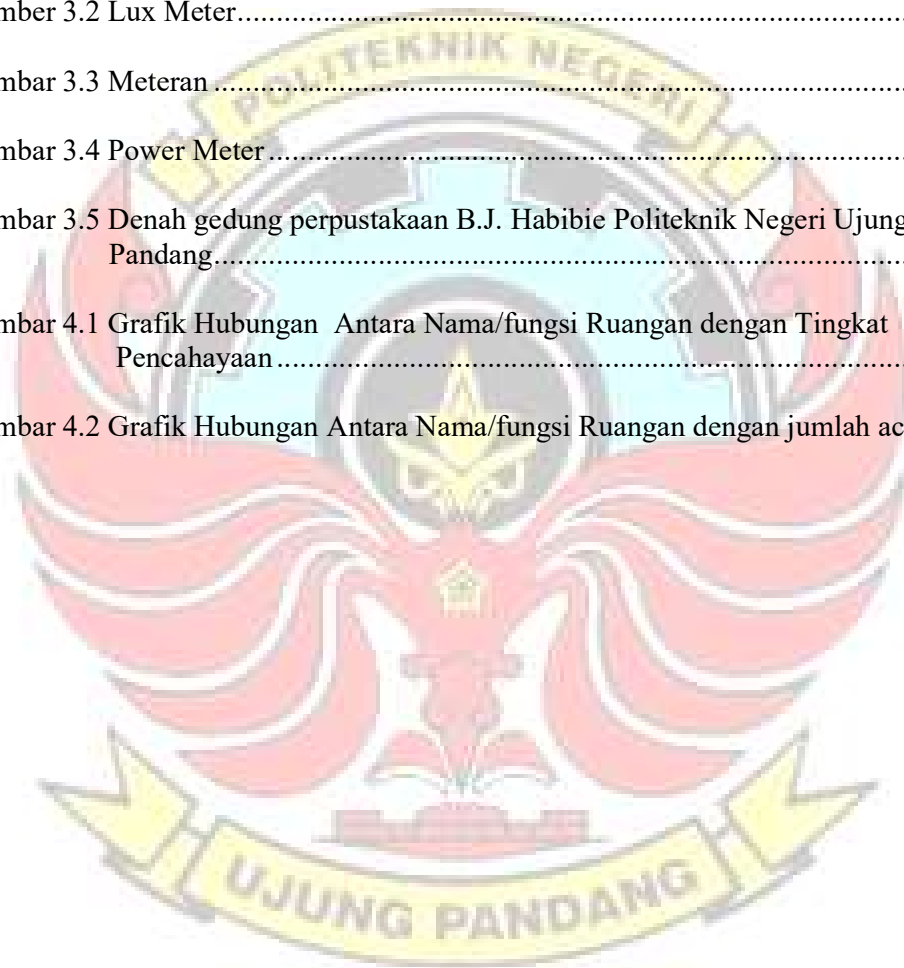 mber 3.2 Lux Meter....................................................................................
mbar 3.3 Meteran.......................................................................................
mbar 3.4 Power Meter................................................................................
mbar 3.5 Denah gedung perpustakaan B.J. Habibie Politeknik Negeri Ujung
Pandang..........................................................................................
mbar 4.1 Grafik Hubungan Antara Nama/fungsi Ruangan dengan Tingkat
Pencahayaan...................................................................................
mbar 4.2 Grafik Hubungan Antara Nama/fungsi Ruangan dengan jumlah ac
POLITEKNIK NEGERI
UJUNG PANDANG